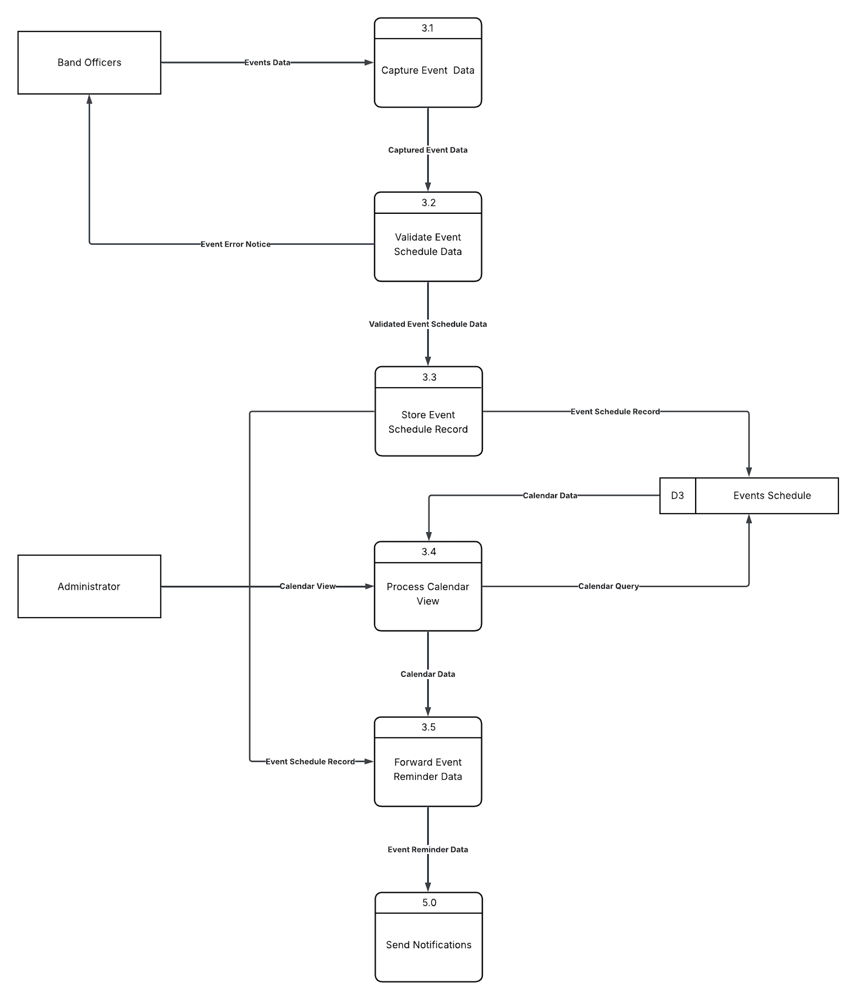 3.1
Band Officers
Events Data
Capture Event  Data
Captured Event Data
3.2
Validate Event
Schedule Data
Event Error Notice
Validated Event Schedule Data
3.3
Store Event
Schedule Record
Event Schedule Record
D3
Events Schedule
Calendar Data
3.4
Administrator
Calendar View
Process Calendar
View
Calendar Query
Calendar Data
3.5
Forward Event
Reminder Data
Event Schedule Record
Event Reminder Data
5.0
Send Notifications